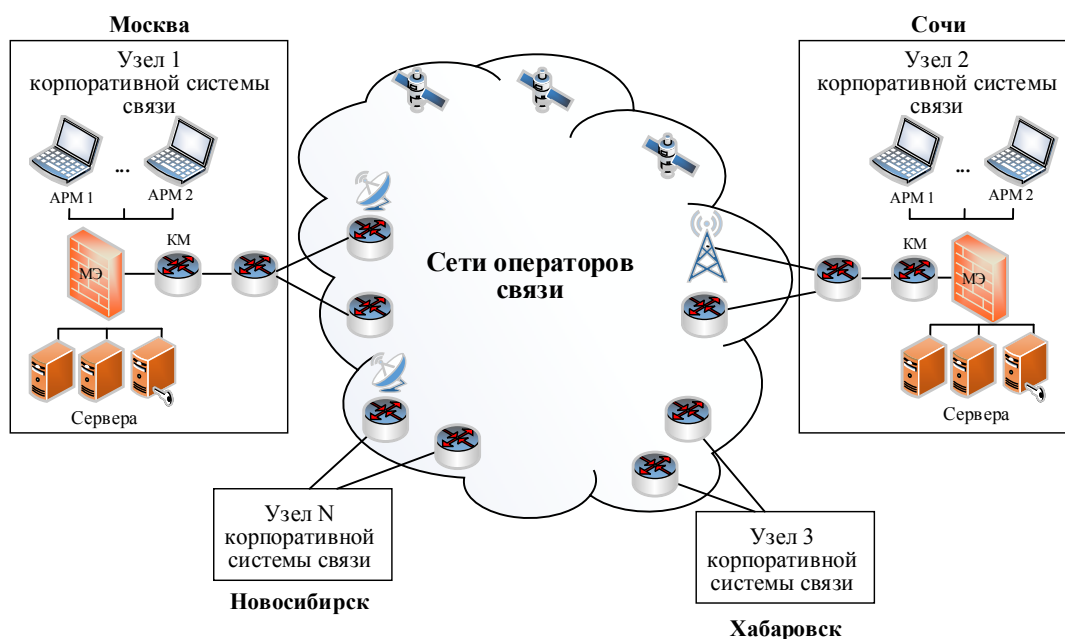 Москва
Узел 1
корпоративной системы
связи
...
АРМ 1
АРМ 2
КМ
МЭ
Сервера
Сети операторов
связи
Сочи
Узел 2
корпоративной системы
связи
...
АРМ 1
АРМ 2
КМ
МЭ
Сервера
Узел N
корпоративной
системы связи
Новосибирск
Узел 3
корпоративной
системы связи
Хабаровск